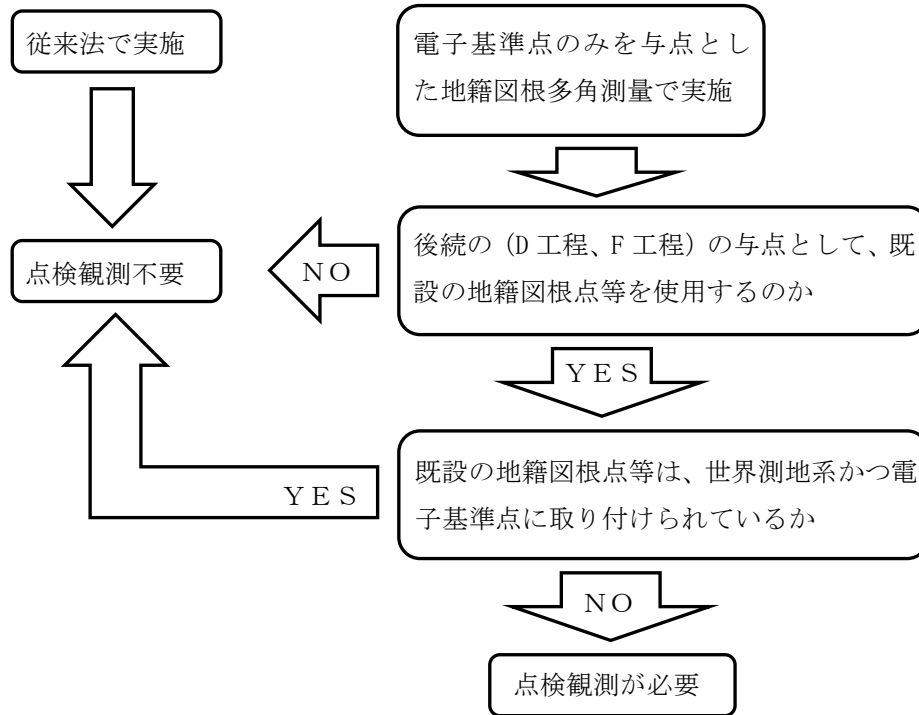 従来法で実施
電子基準点のみを与点とし
た地籍図根多角測量で実施
点検観測不要
ＮＯ
後続の（D 工程、F 工程）の与点として、既
設の地籍図根点等を使用するのか
ＹＥＳ
既設の地籍図根点等は、世界測地系かつ電
子基準点に取り付けられているか
ＹＥＳ
ＮＯ
点検観測が必要